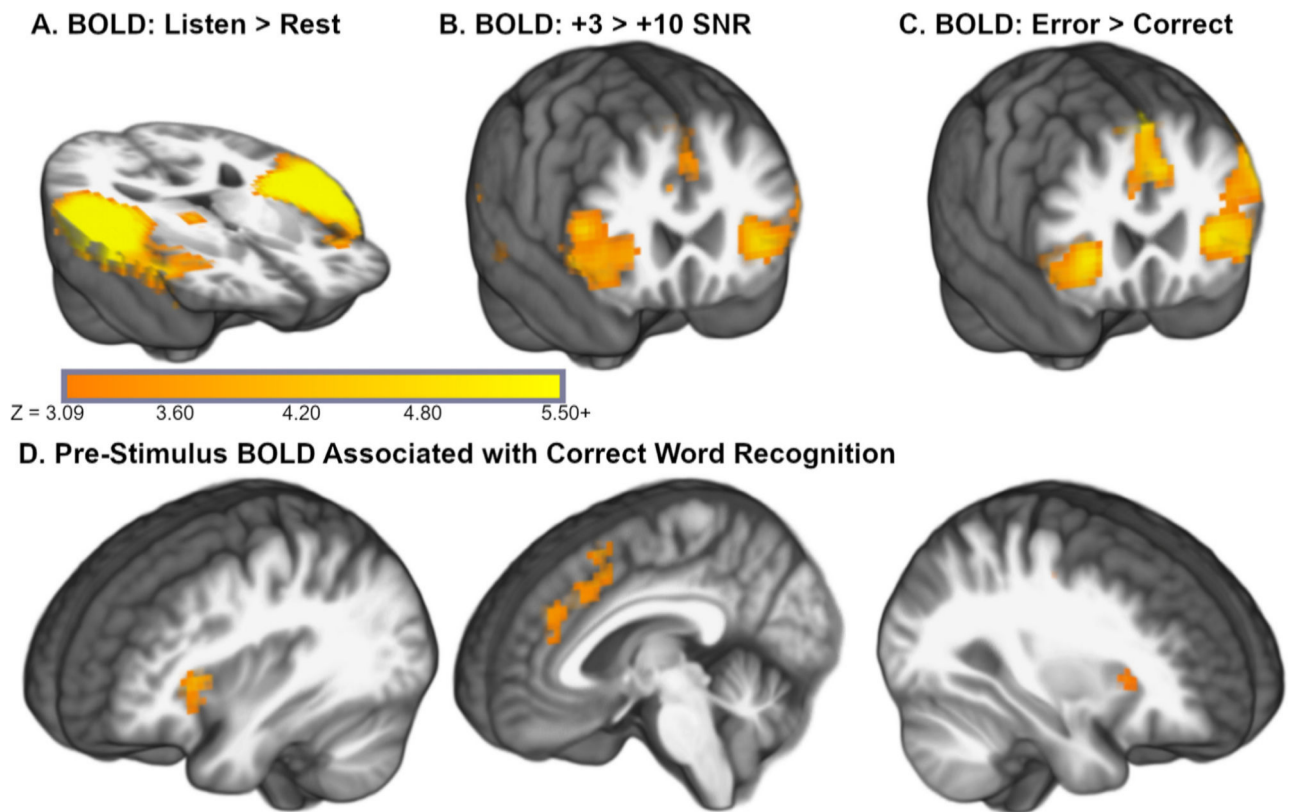 A. BOLD: Listen > Rest
B. BOLD: +3 > +10 SNR
C. BOLD: Error > Correct
Z = 3.09 3.60 4.20 4.80 5.50+
D. Pre-Stimulus BOLD Associated with Correct Word Recognition